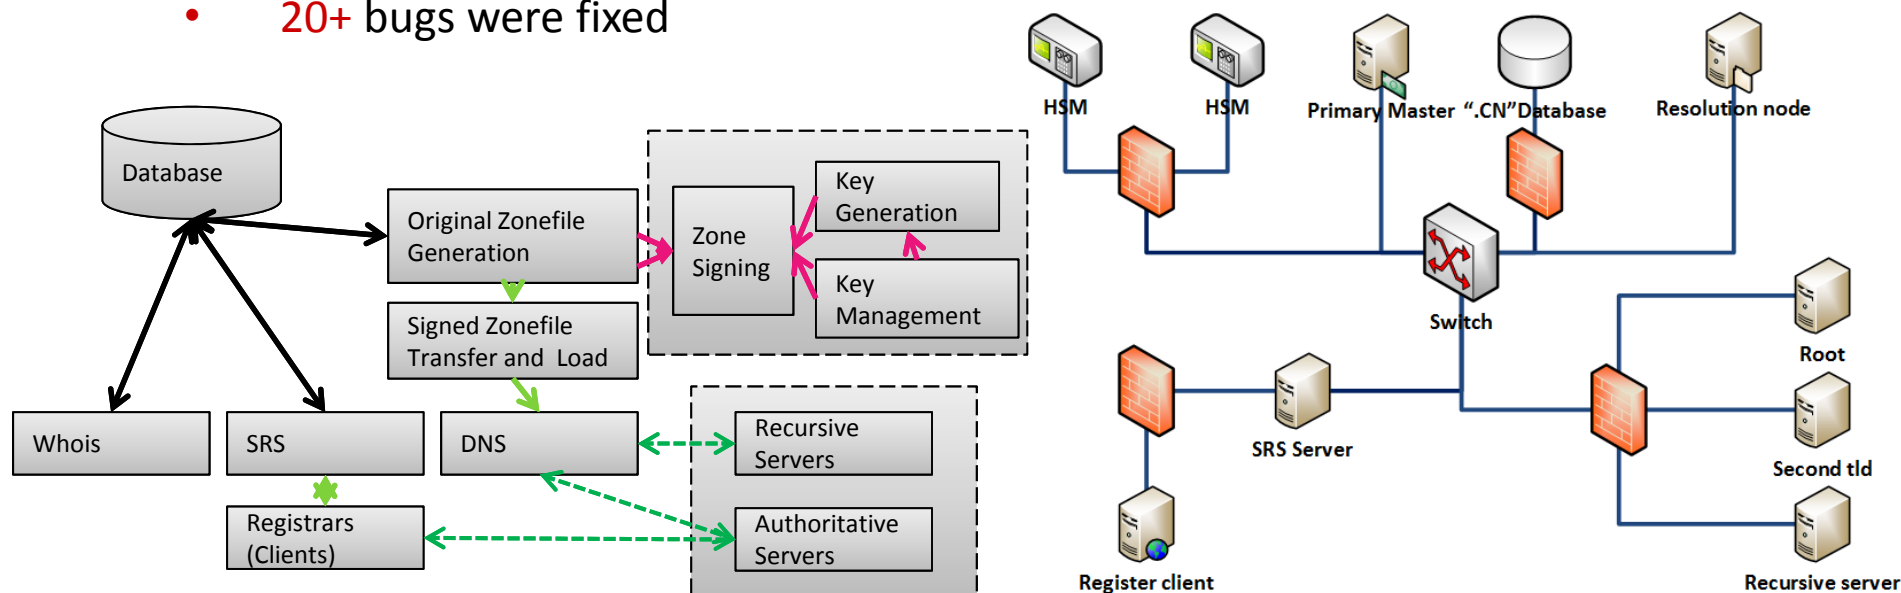 • 20+ bugs were fixed
Database
Original Zonefile
Generation
Zone
Signing
Key
Generation
Key
Management
Signed Zonefile
Transfer and Load
Whois
SRS
DNS
Recursive
Servers
Registrars
(Clients)
Authoritative
Servers
HSM
HSM
Primary Master
“.CN”Database
Resolution node
Switch
Root
SRS Server
Second tld
Register client
Recursive server